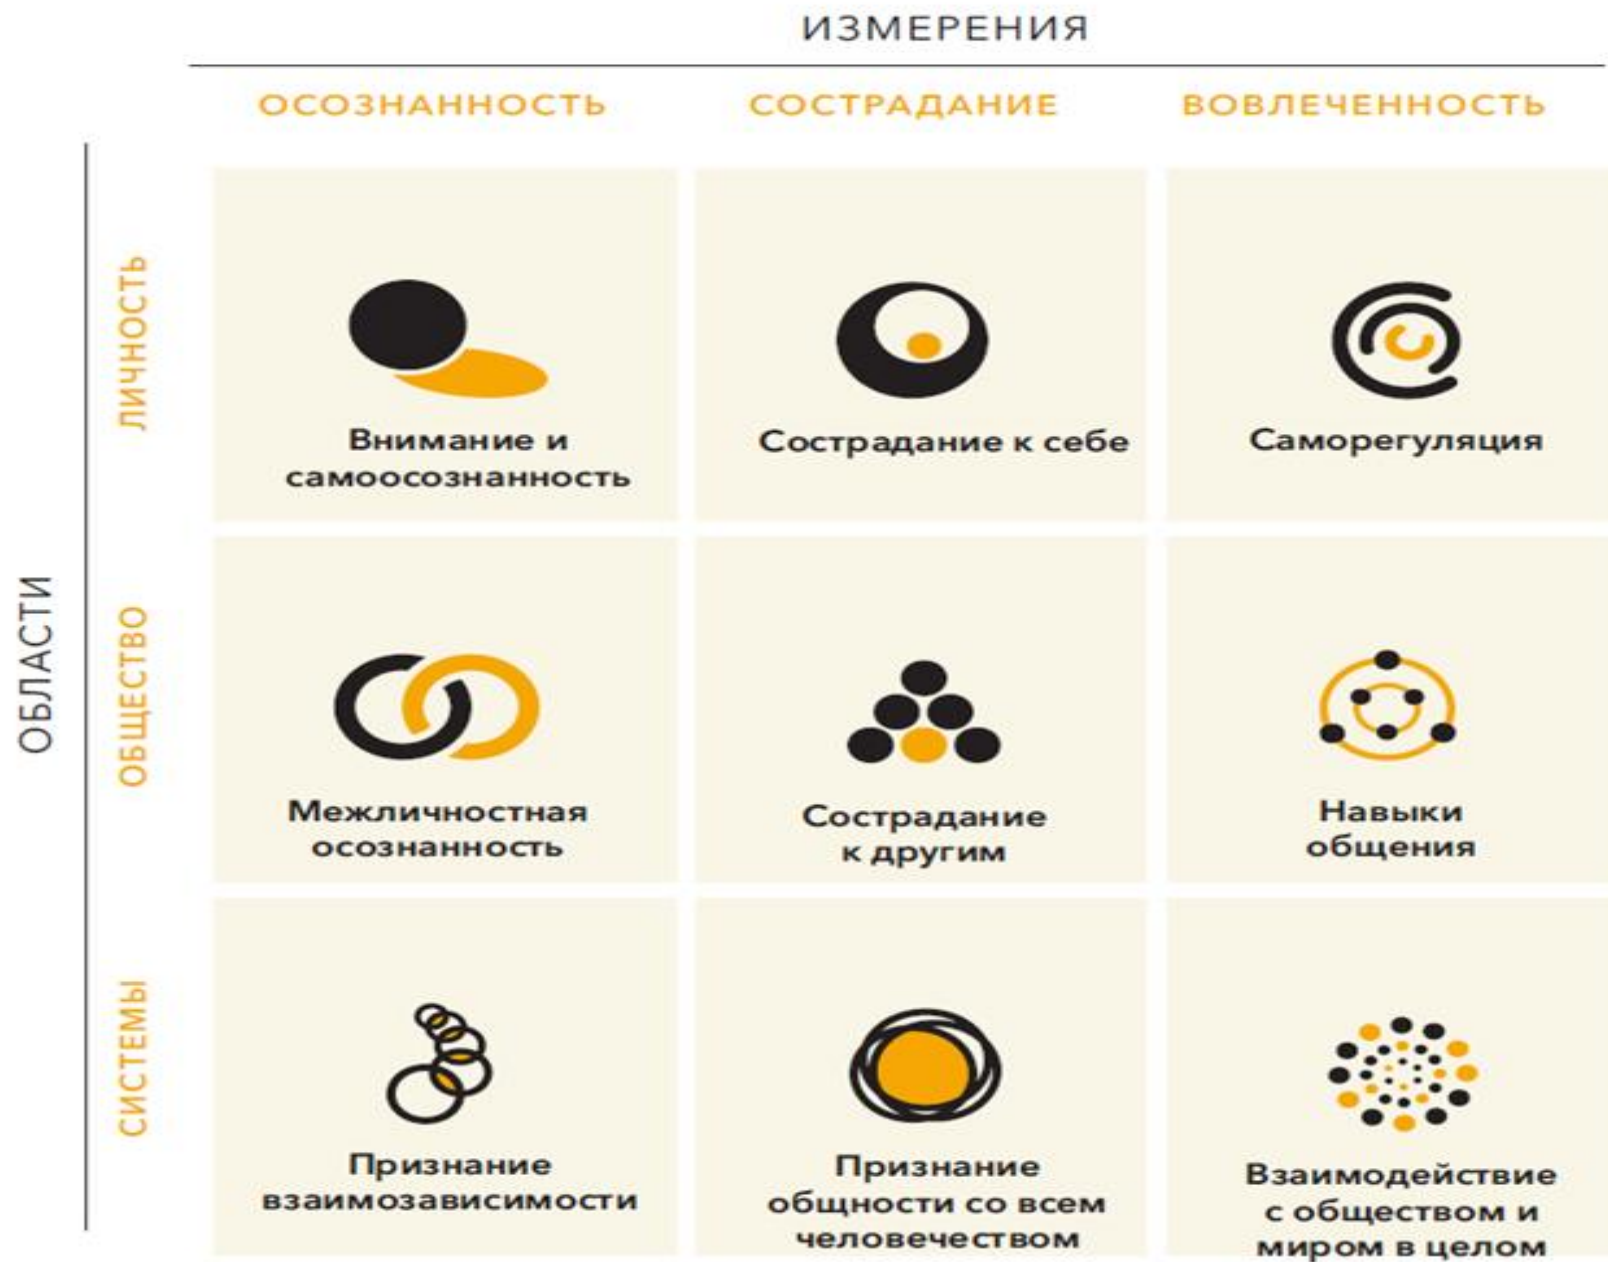 ИЗМЕРЕНИЯ
ОСОЗНАННОСТЬ
СОСТРАДАНИЕ
ВОВЛЕЧЕННОСТЬ
ОБЛАСТИ
ЛИЧНОСТЬ
Внимание и
самоосознанность
Сострадание к себе
Саморегуляция
ОБЩЕСТВО
Межличностная
осознанность
Сострадание
к другим
Навыки
общения
СИСТЕМЫ
Признание
взаимозависимости
Признание
общности со всем
человечеством
Взаимодействие
с обществом и
миром в целом